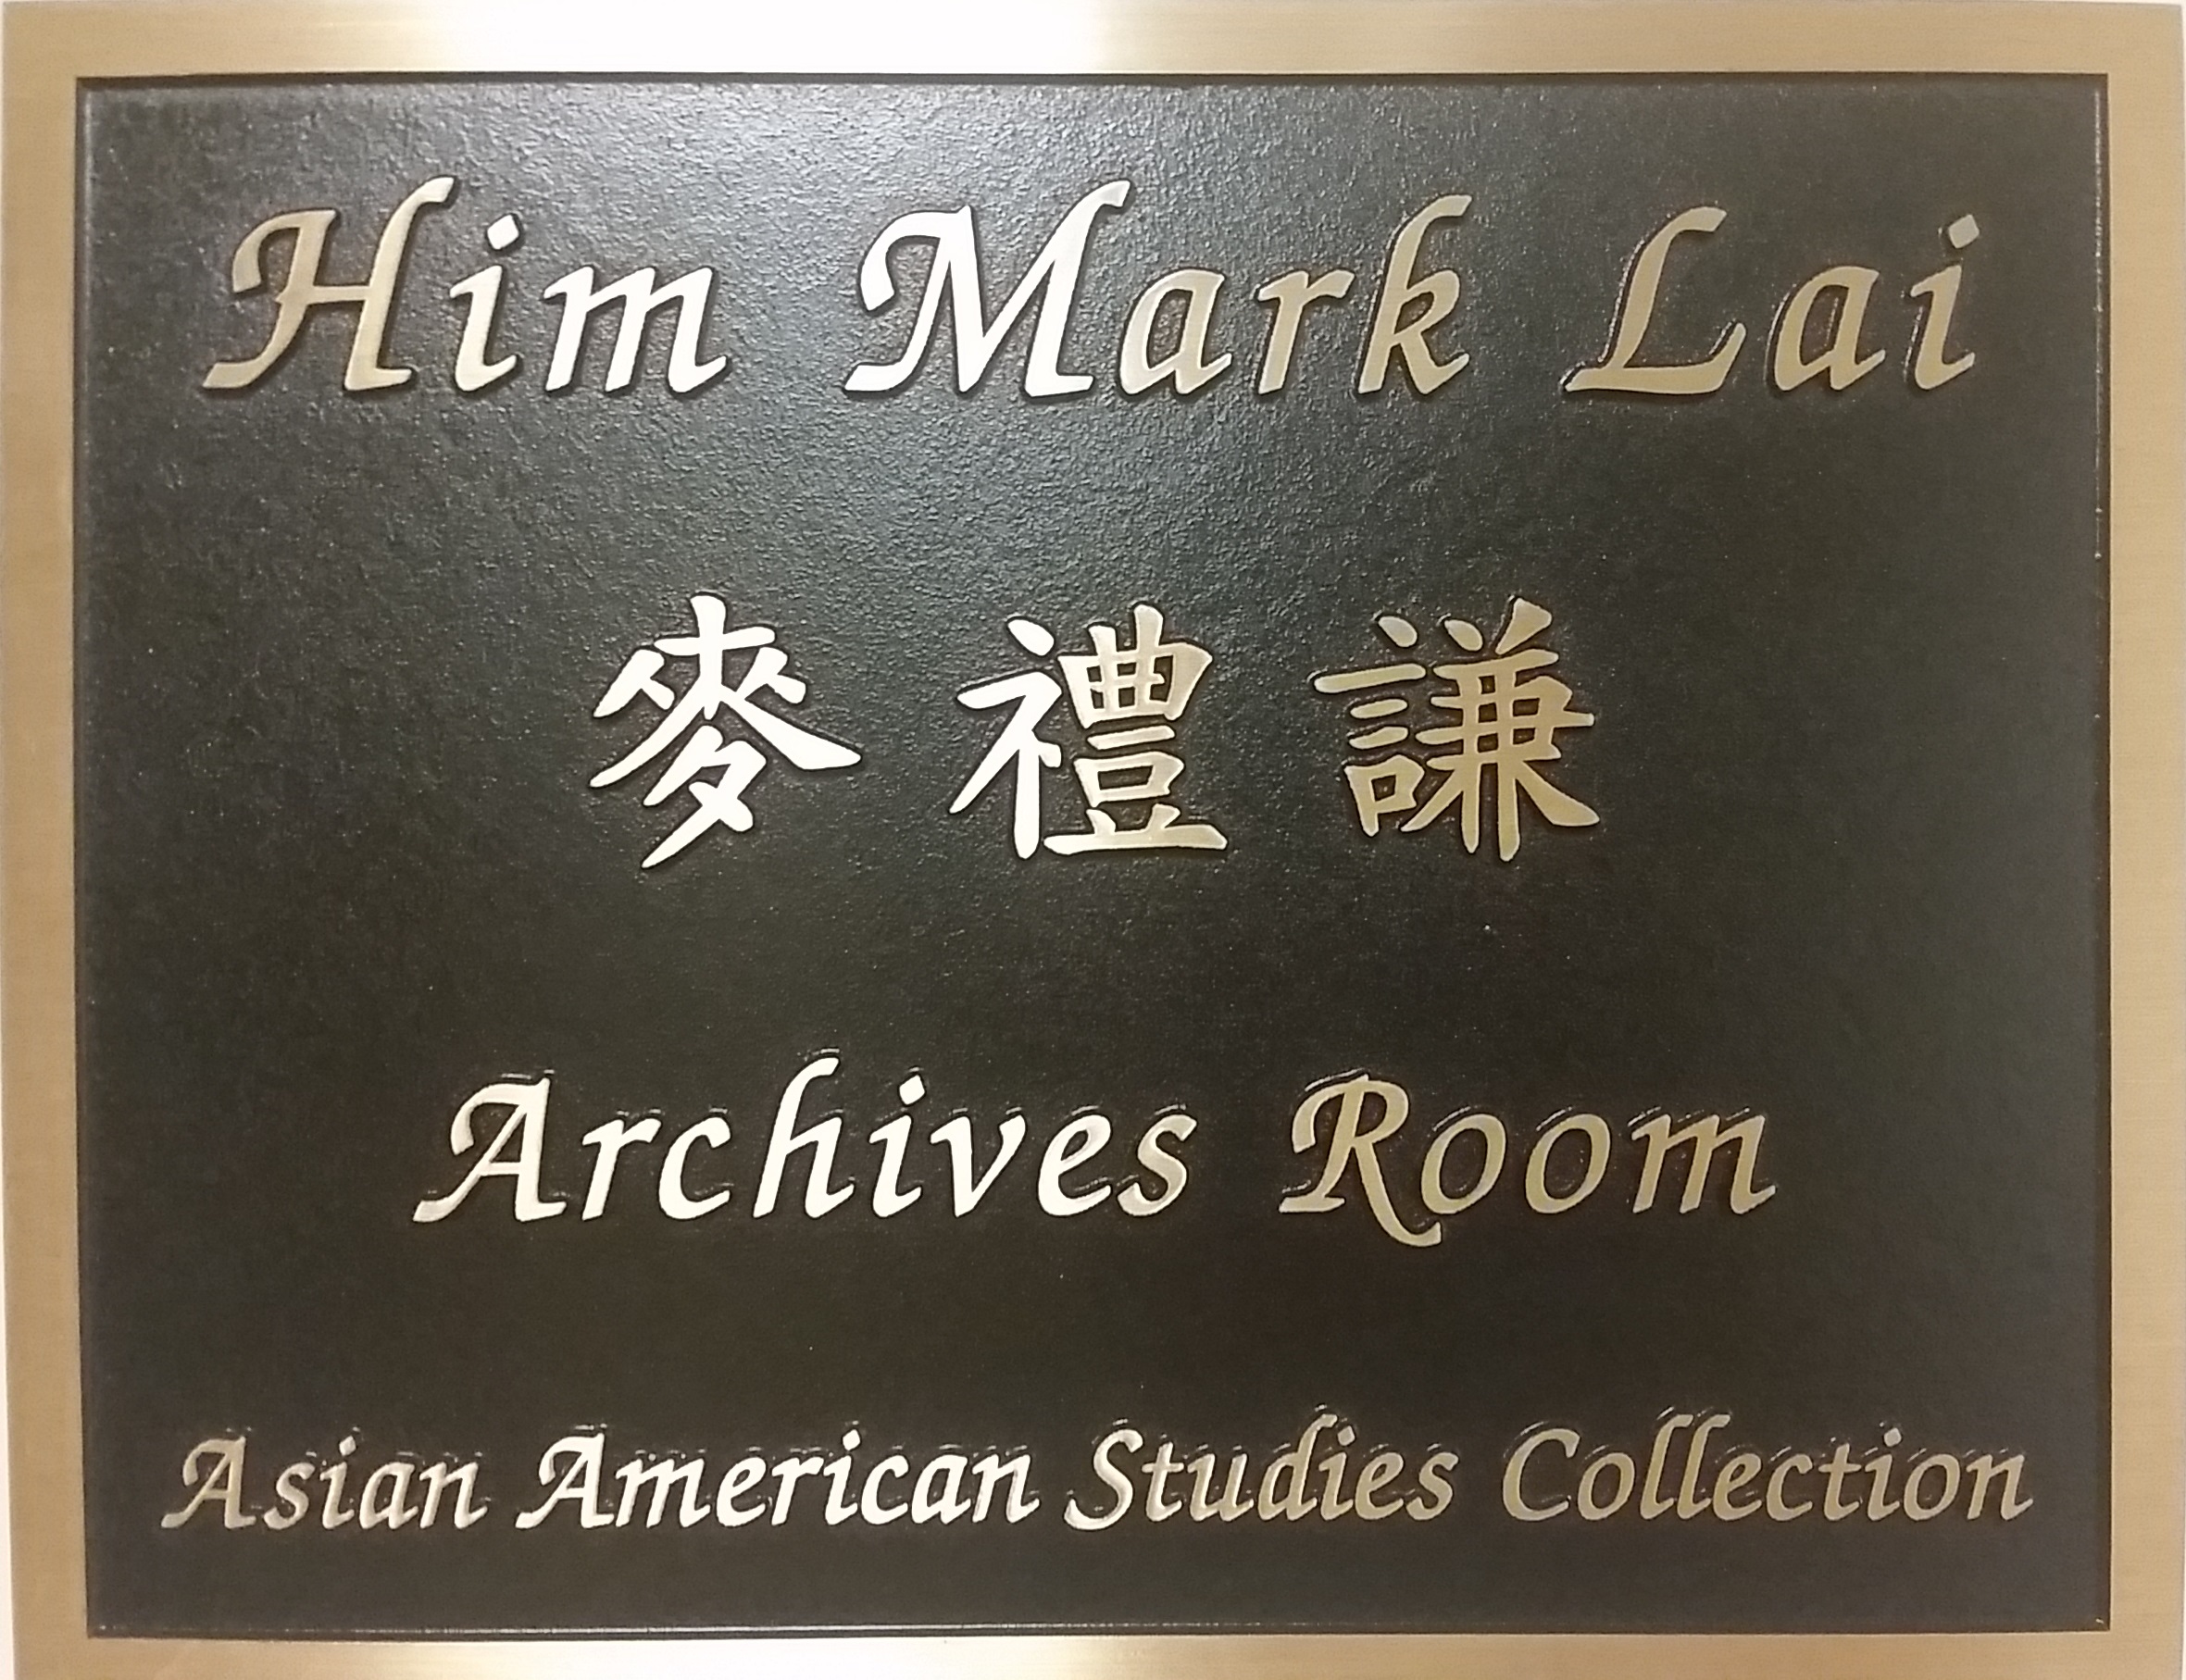 Him Mark Lai
麥禮謙
Archives Room
Asian American Studies Collection